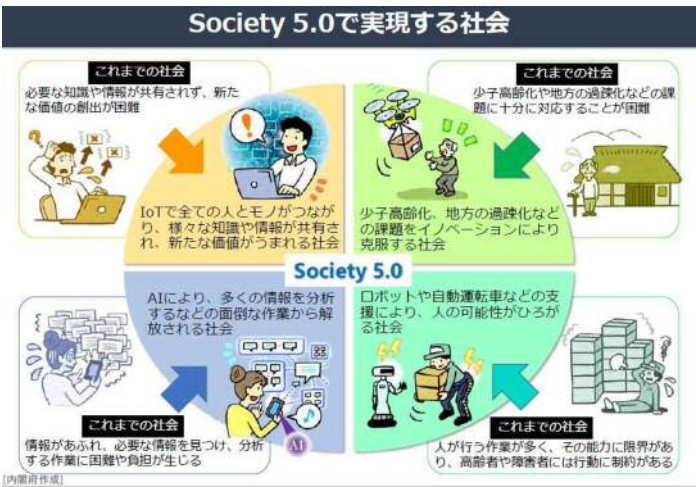 Society 5.0で実現する社会
これまでの社会
必要な知識や情報が共有されず、新た
な価値の創出が困難
これまでの社会
少子高齢化や地方の過疎化などの課
題に十分に対応することが困難
IoTで全ての人とモノがつなが
り、様々な知識や情報が共有さ
れ、新たな価値がうまれる社会
少子高齢化、地方の過疎化など
の課題をイノベーションにより
克服する社会
Society 5.0
AIにより、多くの情報を分析
するなどの面倒な作業から解
放される社会
ロボットや自動運転車などの支
援により、人の可能性がひろが
る社会
AI
これまでの社会
情報があふれ、必要な情報を見つけ、分析
する作業に困難や負担が生じる
これまでの社会
人が行う作業が多く、その能力に限界があ
り、高齢者や障害者には行動に制約がある
[内閣府作成]